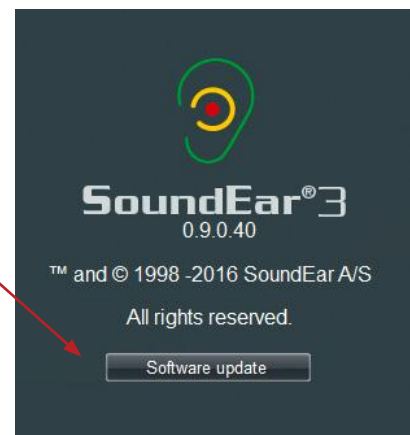 SoundEar®3
0.9.0.40
™ and © 1998 -2016 SoundEar A/S
All rights reserved.
Software update